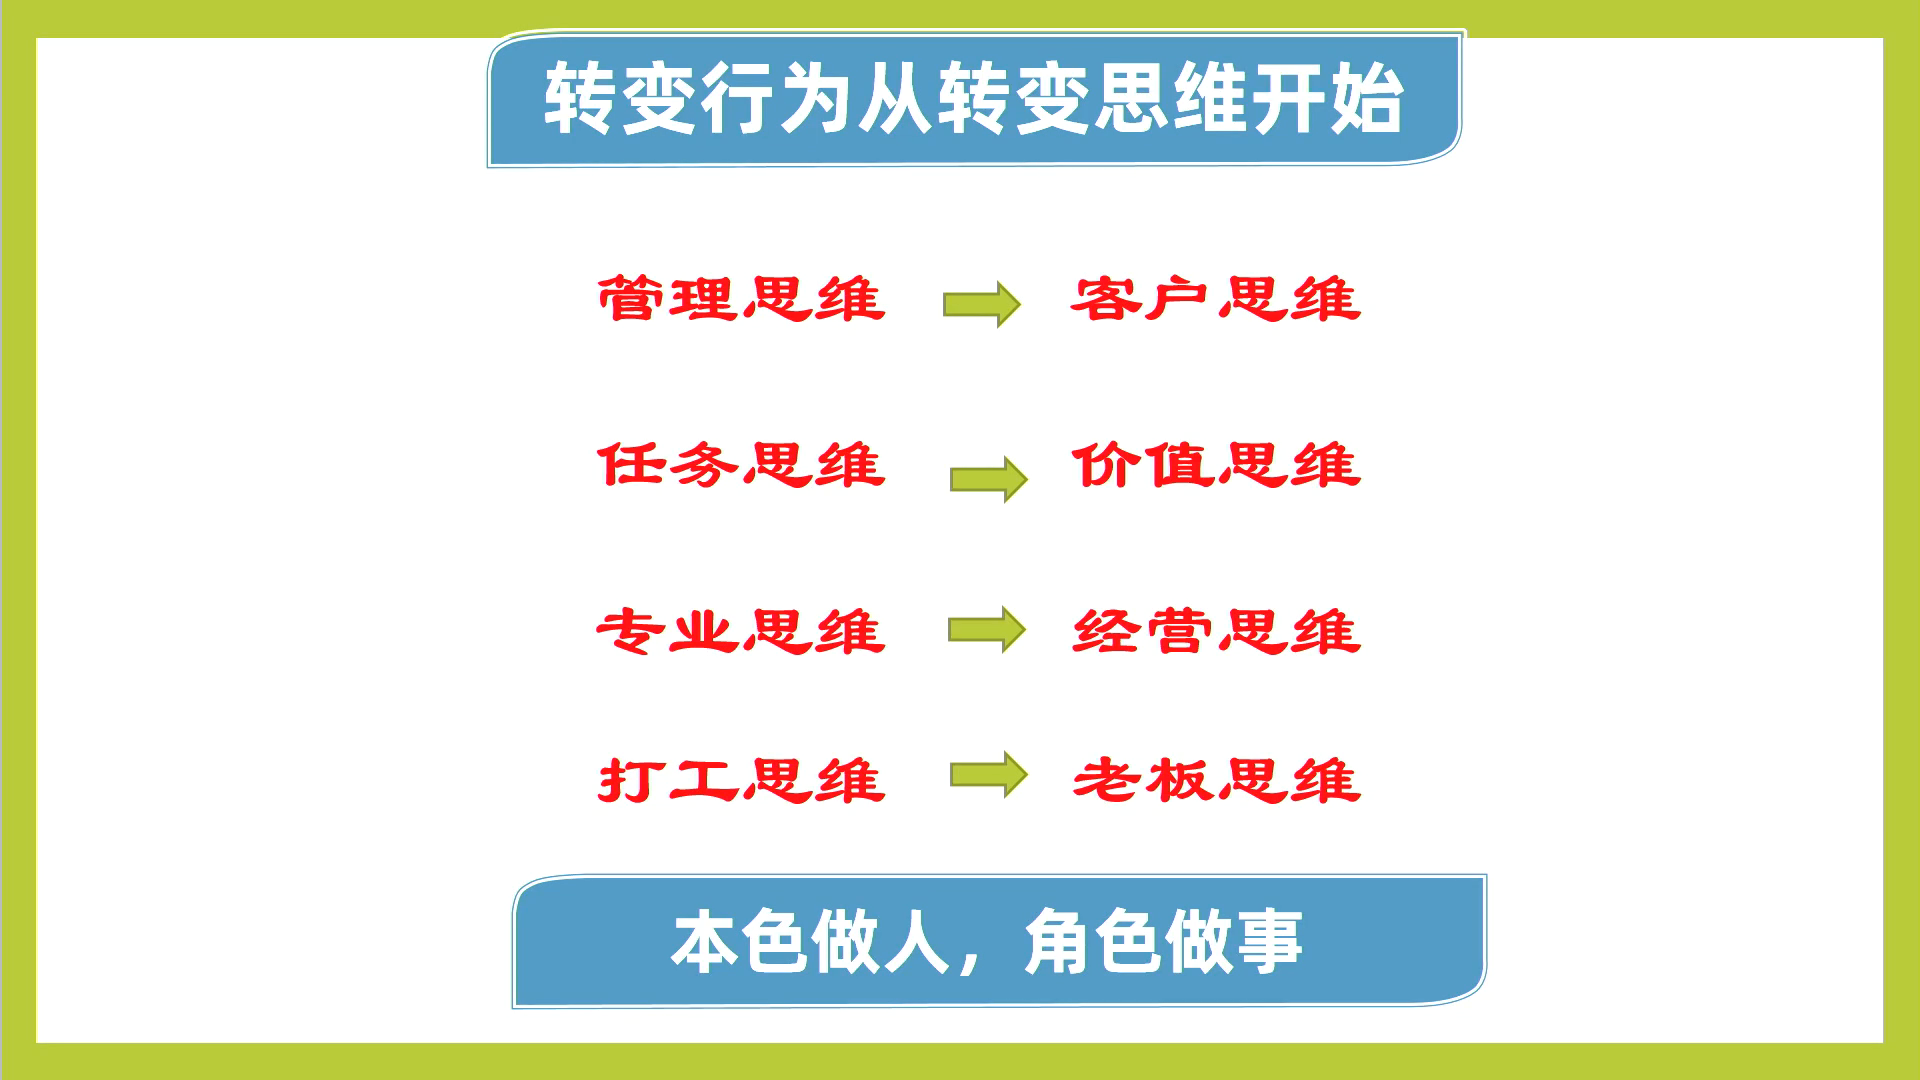 转变行为从转变思维开始
管理思维 客户思维
任务思维 价值思维
专业思维 经营思维
打工思维 老板思维
本色做人，角色做事